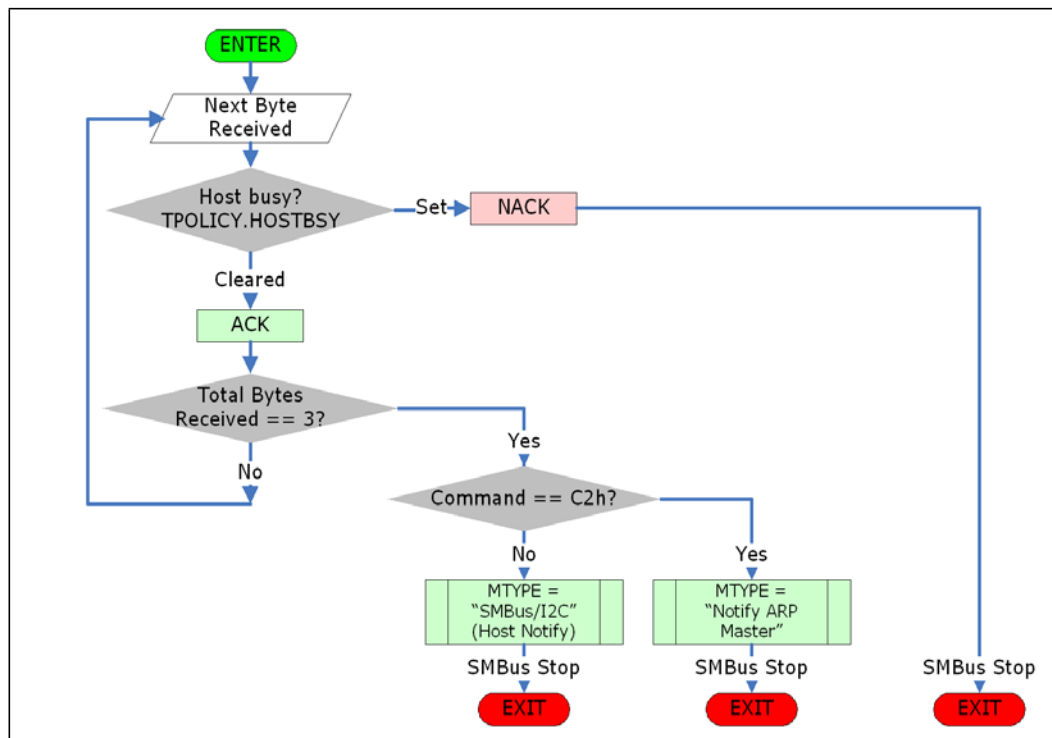 ENTER
Next Byte
Received
Host busy?
TPOLICY.HOSTBSY
Set
NACK
Cleared
ACK
Total Bytes
Received == 3?
Yes
No
Command == C2h?
No
Yes
MTYPE =
“SMBus/I2C”
(Host Notify)
MTYPE =
“Notify ARP
Master”
SMBus Stop
SMBus Stop
SMBus Stop
EXIT
EXIT
EXIT